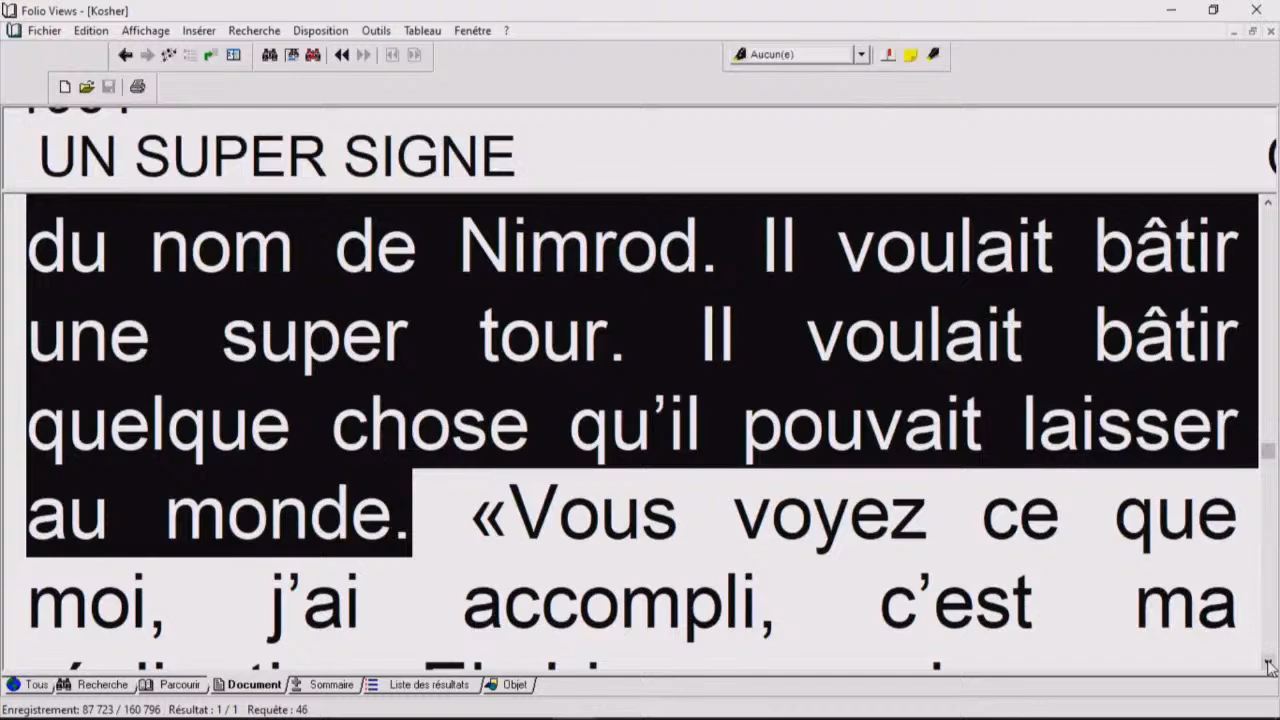 Folio Views - [Kosher]
Fichier Edition Affichage Insérer Recherche Disposition Outils Tableau Fenêtre ?
Aucun(e)
UN SUPER SIGNE
du nom de Nimrod. Il voulait bâtir
une super tour. Il voulait bâtir
quelque chose qu’il pouvait laisser
au monde. «Vous voyez ce que
moi, j’ai accompli, c’est ma
Tous Recherche Parcourir Document Sommaire Liste des résultats Objet
Enregistrement: 87 723 / 160 796 Résultat : 1 / 1 Requête : 46